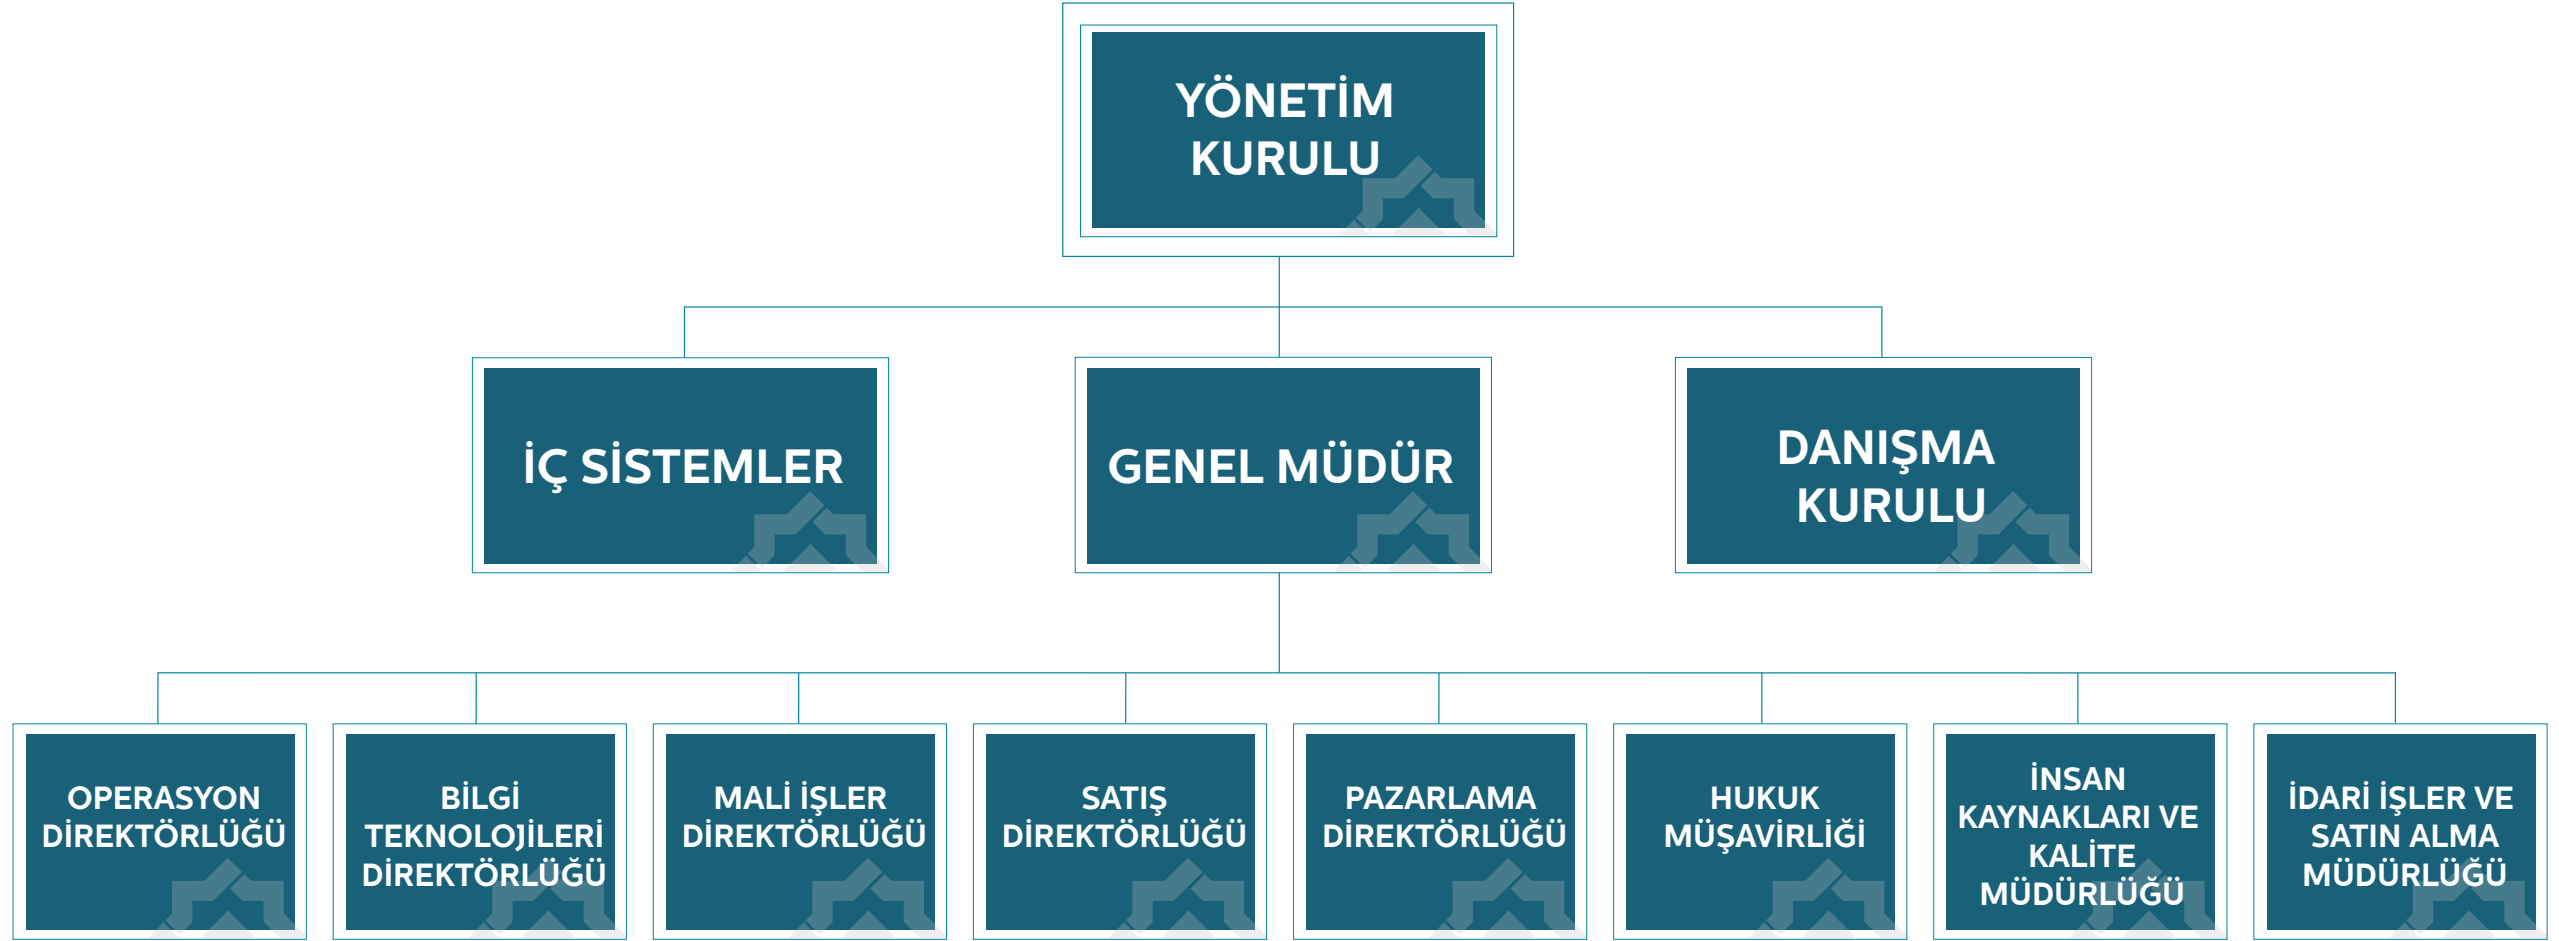 YÖNETİM
KURULU
İÇ SİSTEMLER
GENEL MÜDÜR
DANIŞMA
KURULU
OPERASYON
DİREKTÖRLÜĞÜ
BİLGİ
TEKNOLOJİLERİ
DİREKTÖRLÜĞÜ
MALİ İŞLER
DİREKTÖRLÜĞÜ
SATIŞ
DİREKTÖRLÜĞÜ
PAZARLAMA
DİREKTÖRLÜĞÜ
HUKUK
MÜŞAVİRLİĞİ
İNSAN
KAYNAKLARI VE
KALİTE
MÜDÜRLÜĞÜ
İDARİ İŞLER VE
SATIN ALMA
MÜDÜRLÜĞÜ